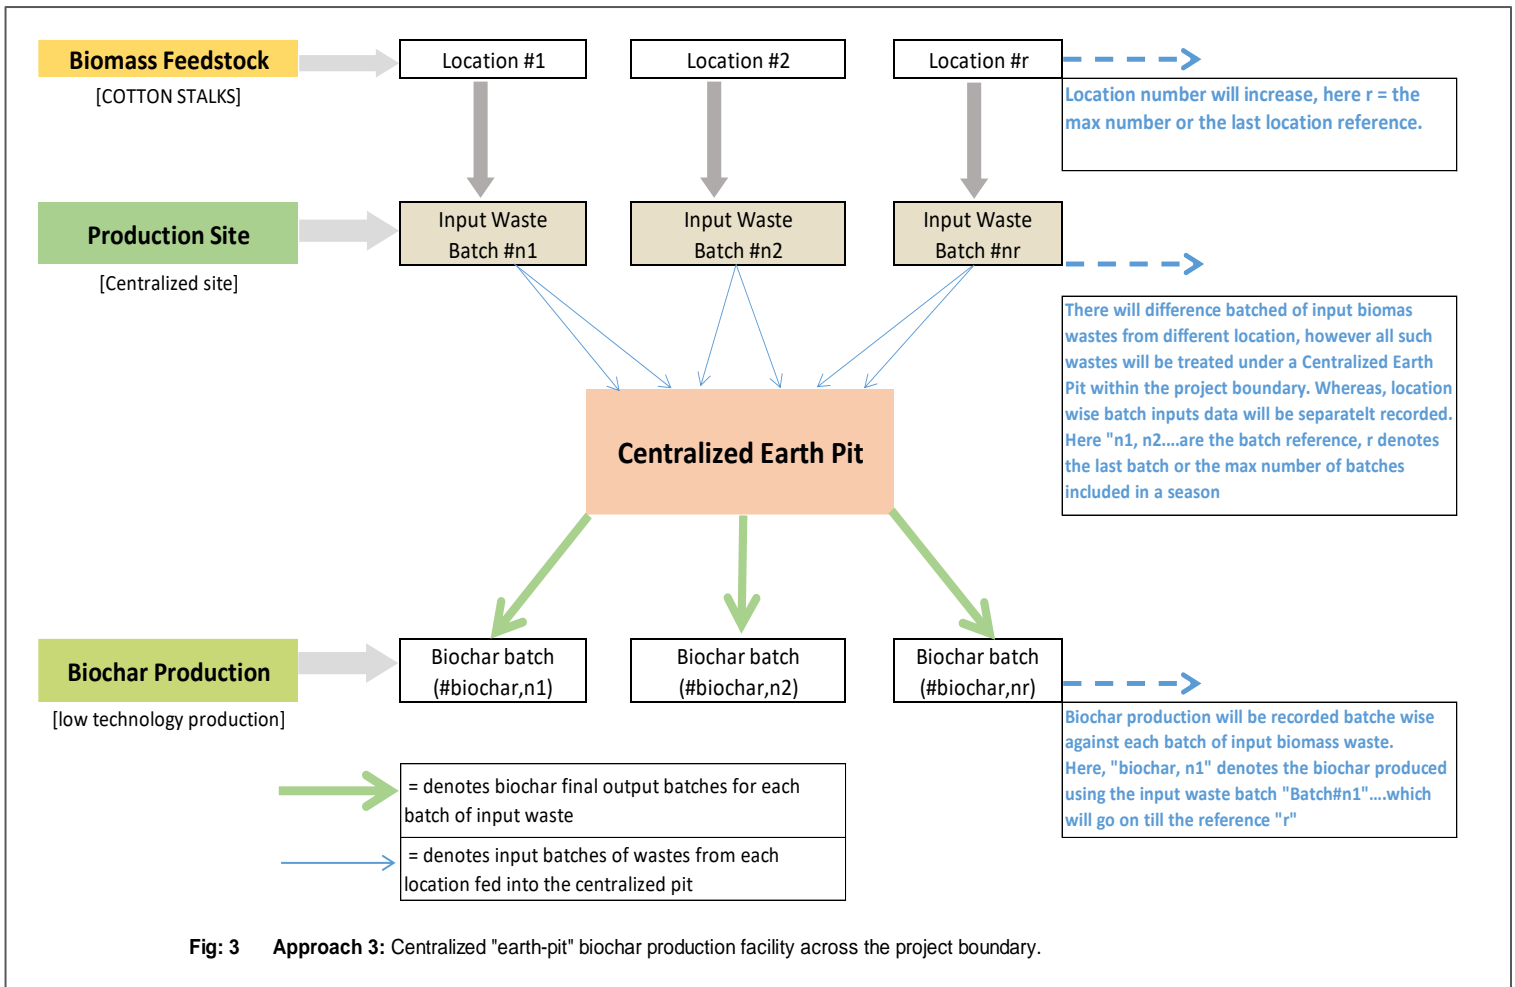 Biomass Feedstock
[COTTON STALKS]
Location #1
Location #2
Location #r
Location number will increase, here r = the
max number or the last location reference.
Production Site
[Centralized site]
Input Waste
Batch #n1
Input Waste
Batch #n2
Input Waste
Batch #nr
There will difference batched of input biomas
wastes from different location, however all such
wastes will be treated under a Centralized Earth
Pit within the project boundary. Whereas, location
wise batch inputs data will be separatelt recorded.
Here "n1, n2....are the batch reference, r denotes
the last batch or the max number of batches
included in a season
Centralized Earth Pit
Biochar Production
[low technology production]
Biochar batch
(#biochar,n1)
Biochar batch
(#biochar,n2)
Biochar batch
(#biochar,nr)
Biochar production will be recorded batche wise
against each batch of input biomass waste.
Here, "biochar, n1" denotes the biochar produced
using the input waste batch "Batch#n1"....which
will go on till the reference "r"
= denotes biochar final output batches for each
batch of input waste
= denotes input batches of wastes from each
location fed into the centralized pit
Fig: 3 Approach 3: Centralized "earth-pit" biochar production facility across the project boundary.